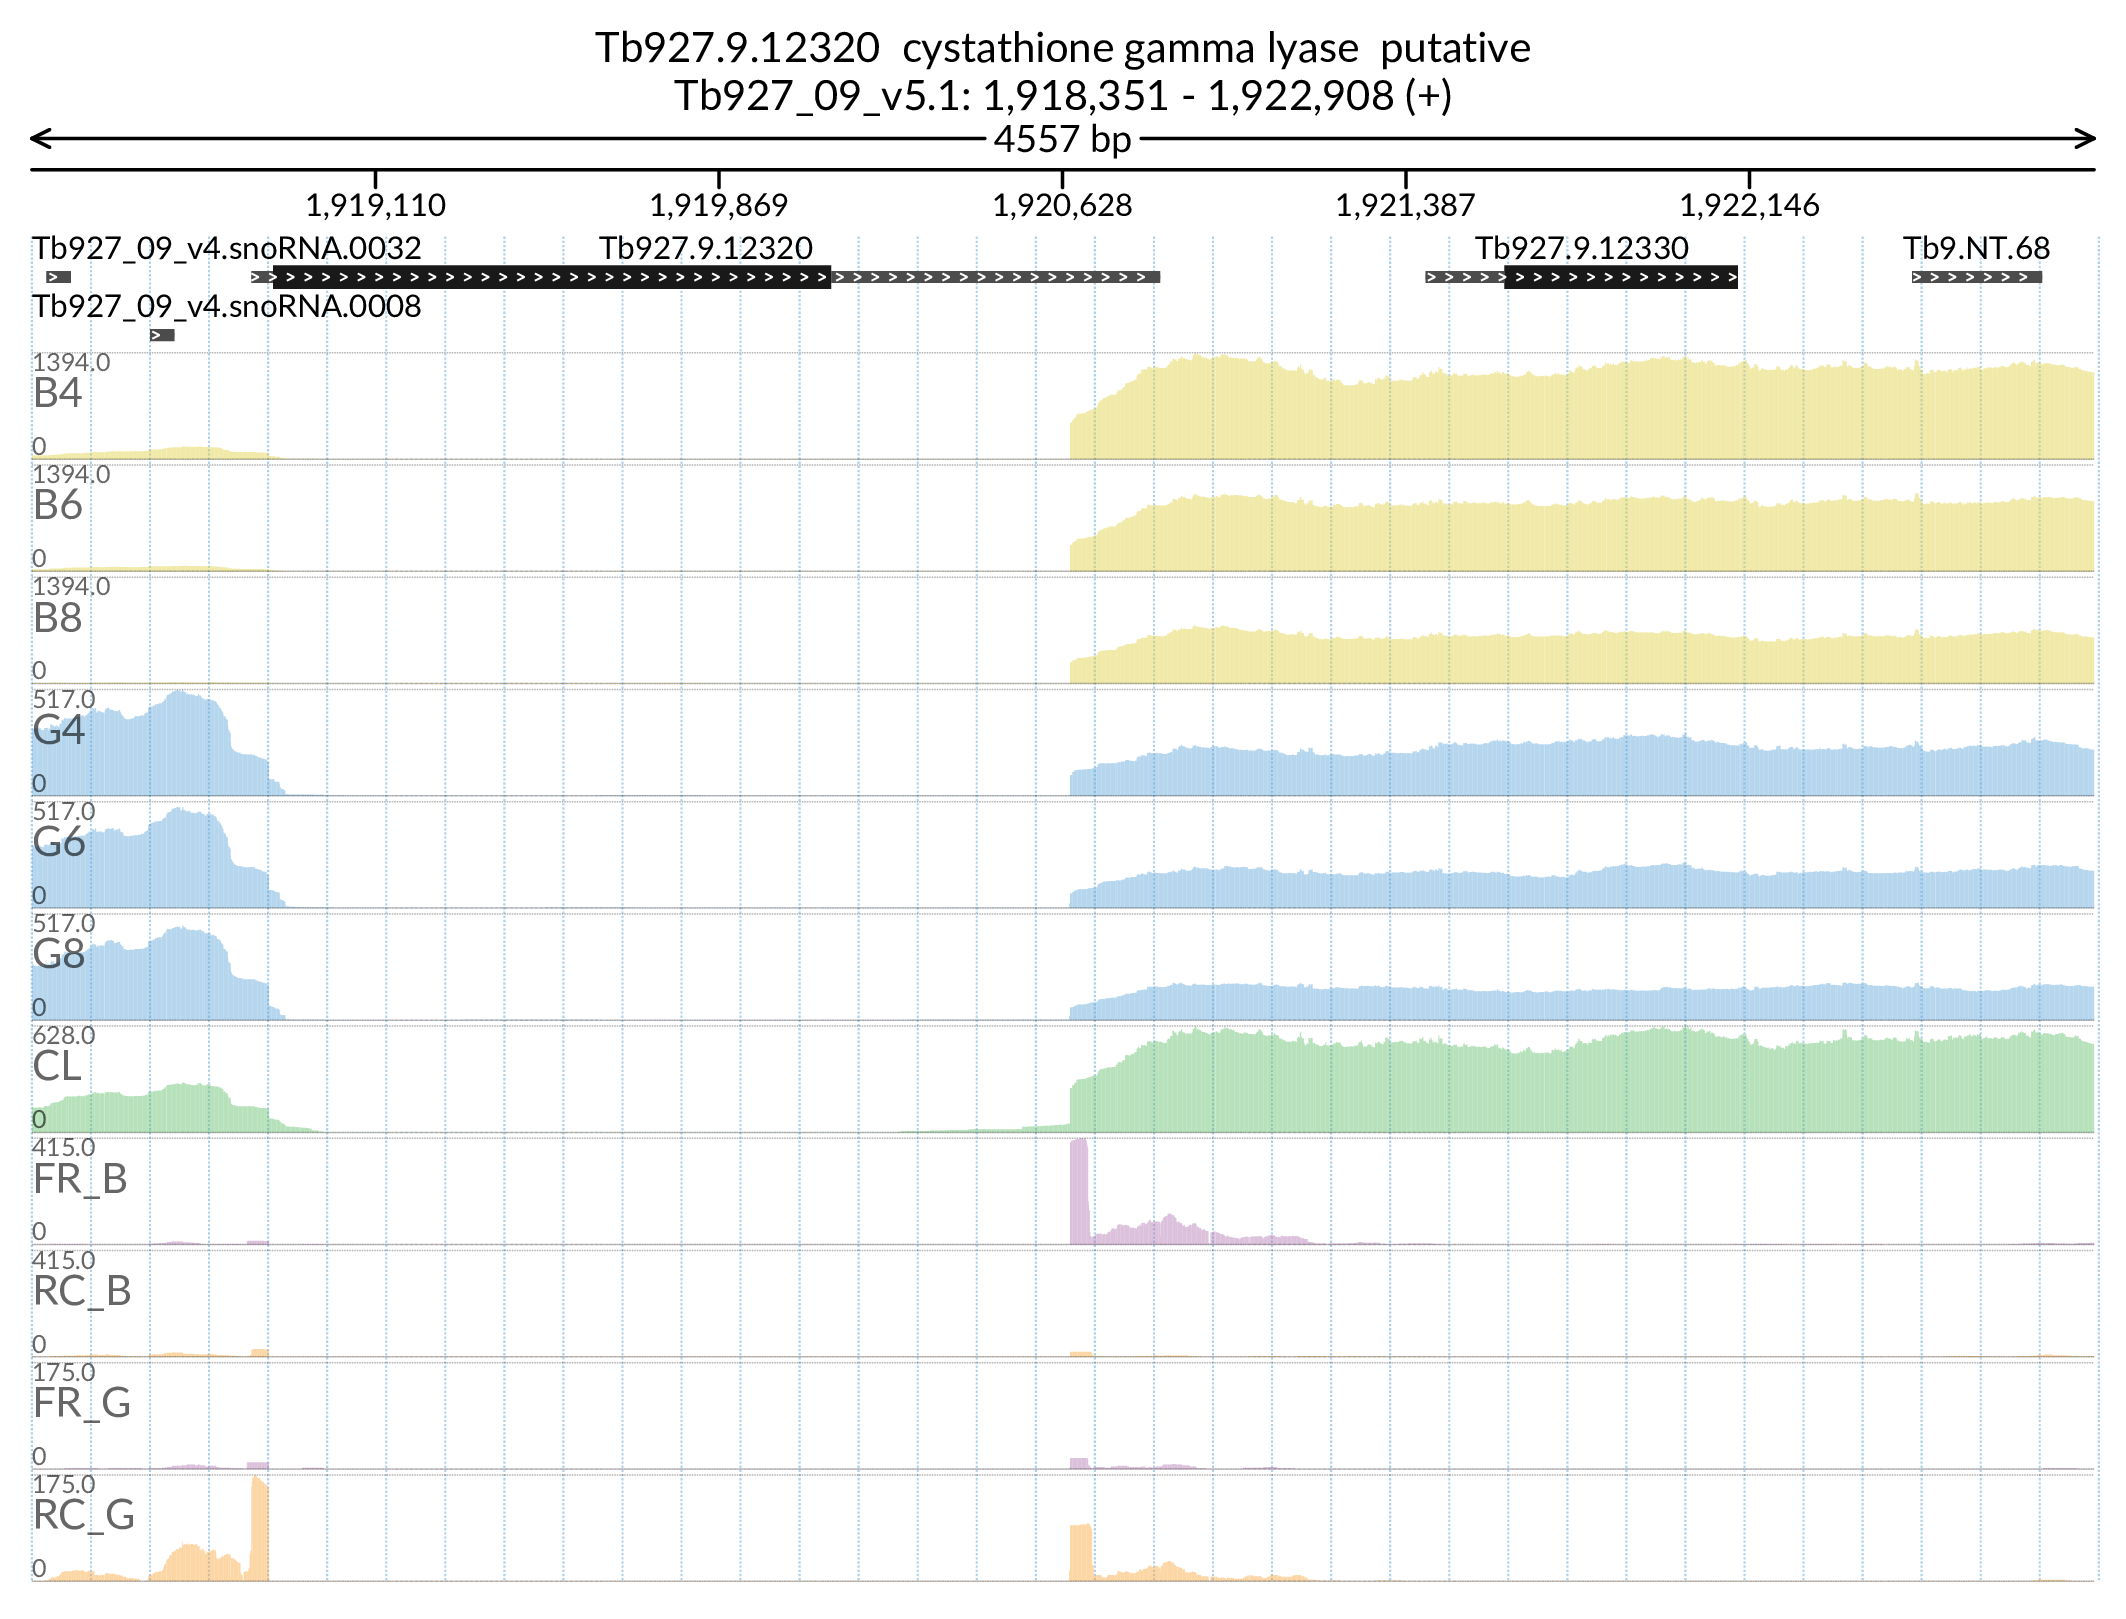 Tb927.9.12320 cystathione gamma lyase putative
Tb927_09_v5.1: 1,918,351 - 1,922,908 (+)
4557 bp
1,919,110 1,919,869 1,920,628 1,921,387 1,922,146
Tb927_09_v4.snoRNA.0032 Tb927.9.12320 Tb927.9.12330 Tb9.NT.68
Tb927_09_v4.snoRNA.0008
1394.0
B4
0
1394.0
B6
0
1394.0
B8
0
517.0
G4
0
517.0
G6
0
517.0
G8
0
628.0
CL
0
415.0
FR_B
0
415.0
RC_B
0
175.0
FR_G
0
175.0
RC_G
0